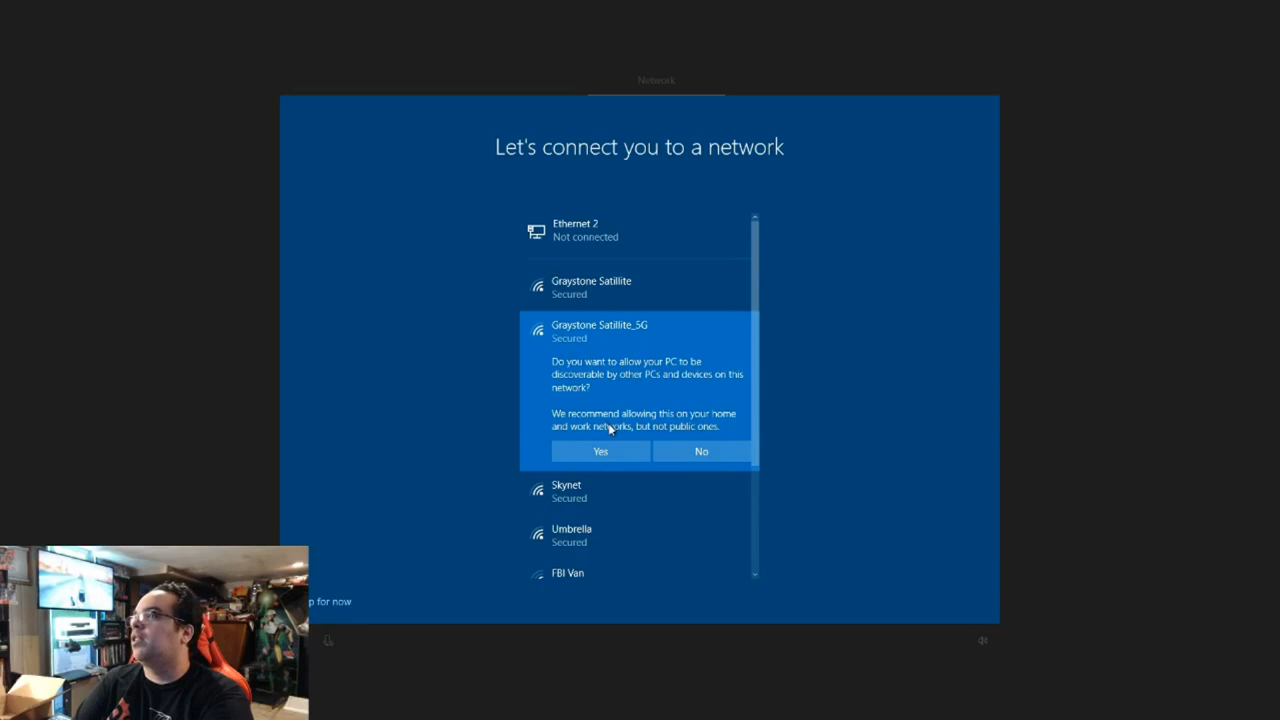 Network
Let's connect you to a network
Ethernet 2
Not connected
Graystone Satillite
Secured
Graystone Satillite_5G
Secured
Do you want to allow your PC to be
discoverable by other PCs and devices on this
network?
We recommend allowing this on your home
and work networks, but not public ones.
Yes
No
Skynet
Secured
Umbrella
Secured
FBI Van
p for now